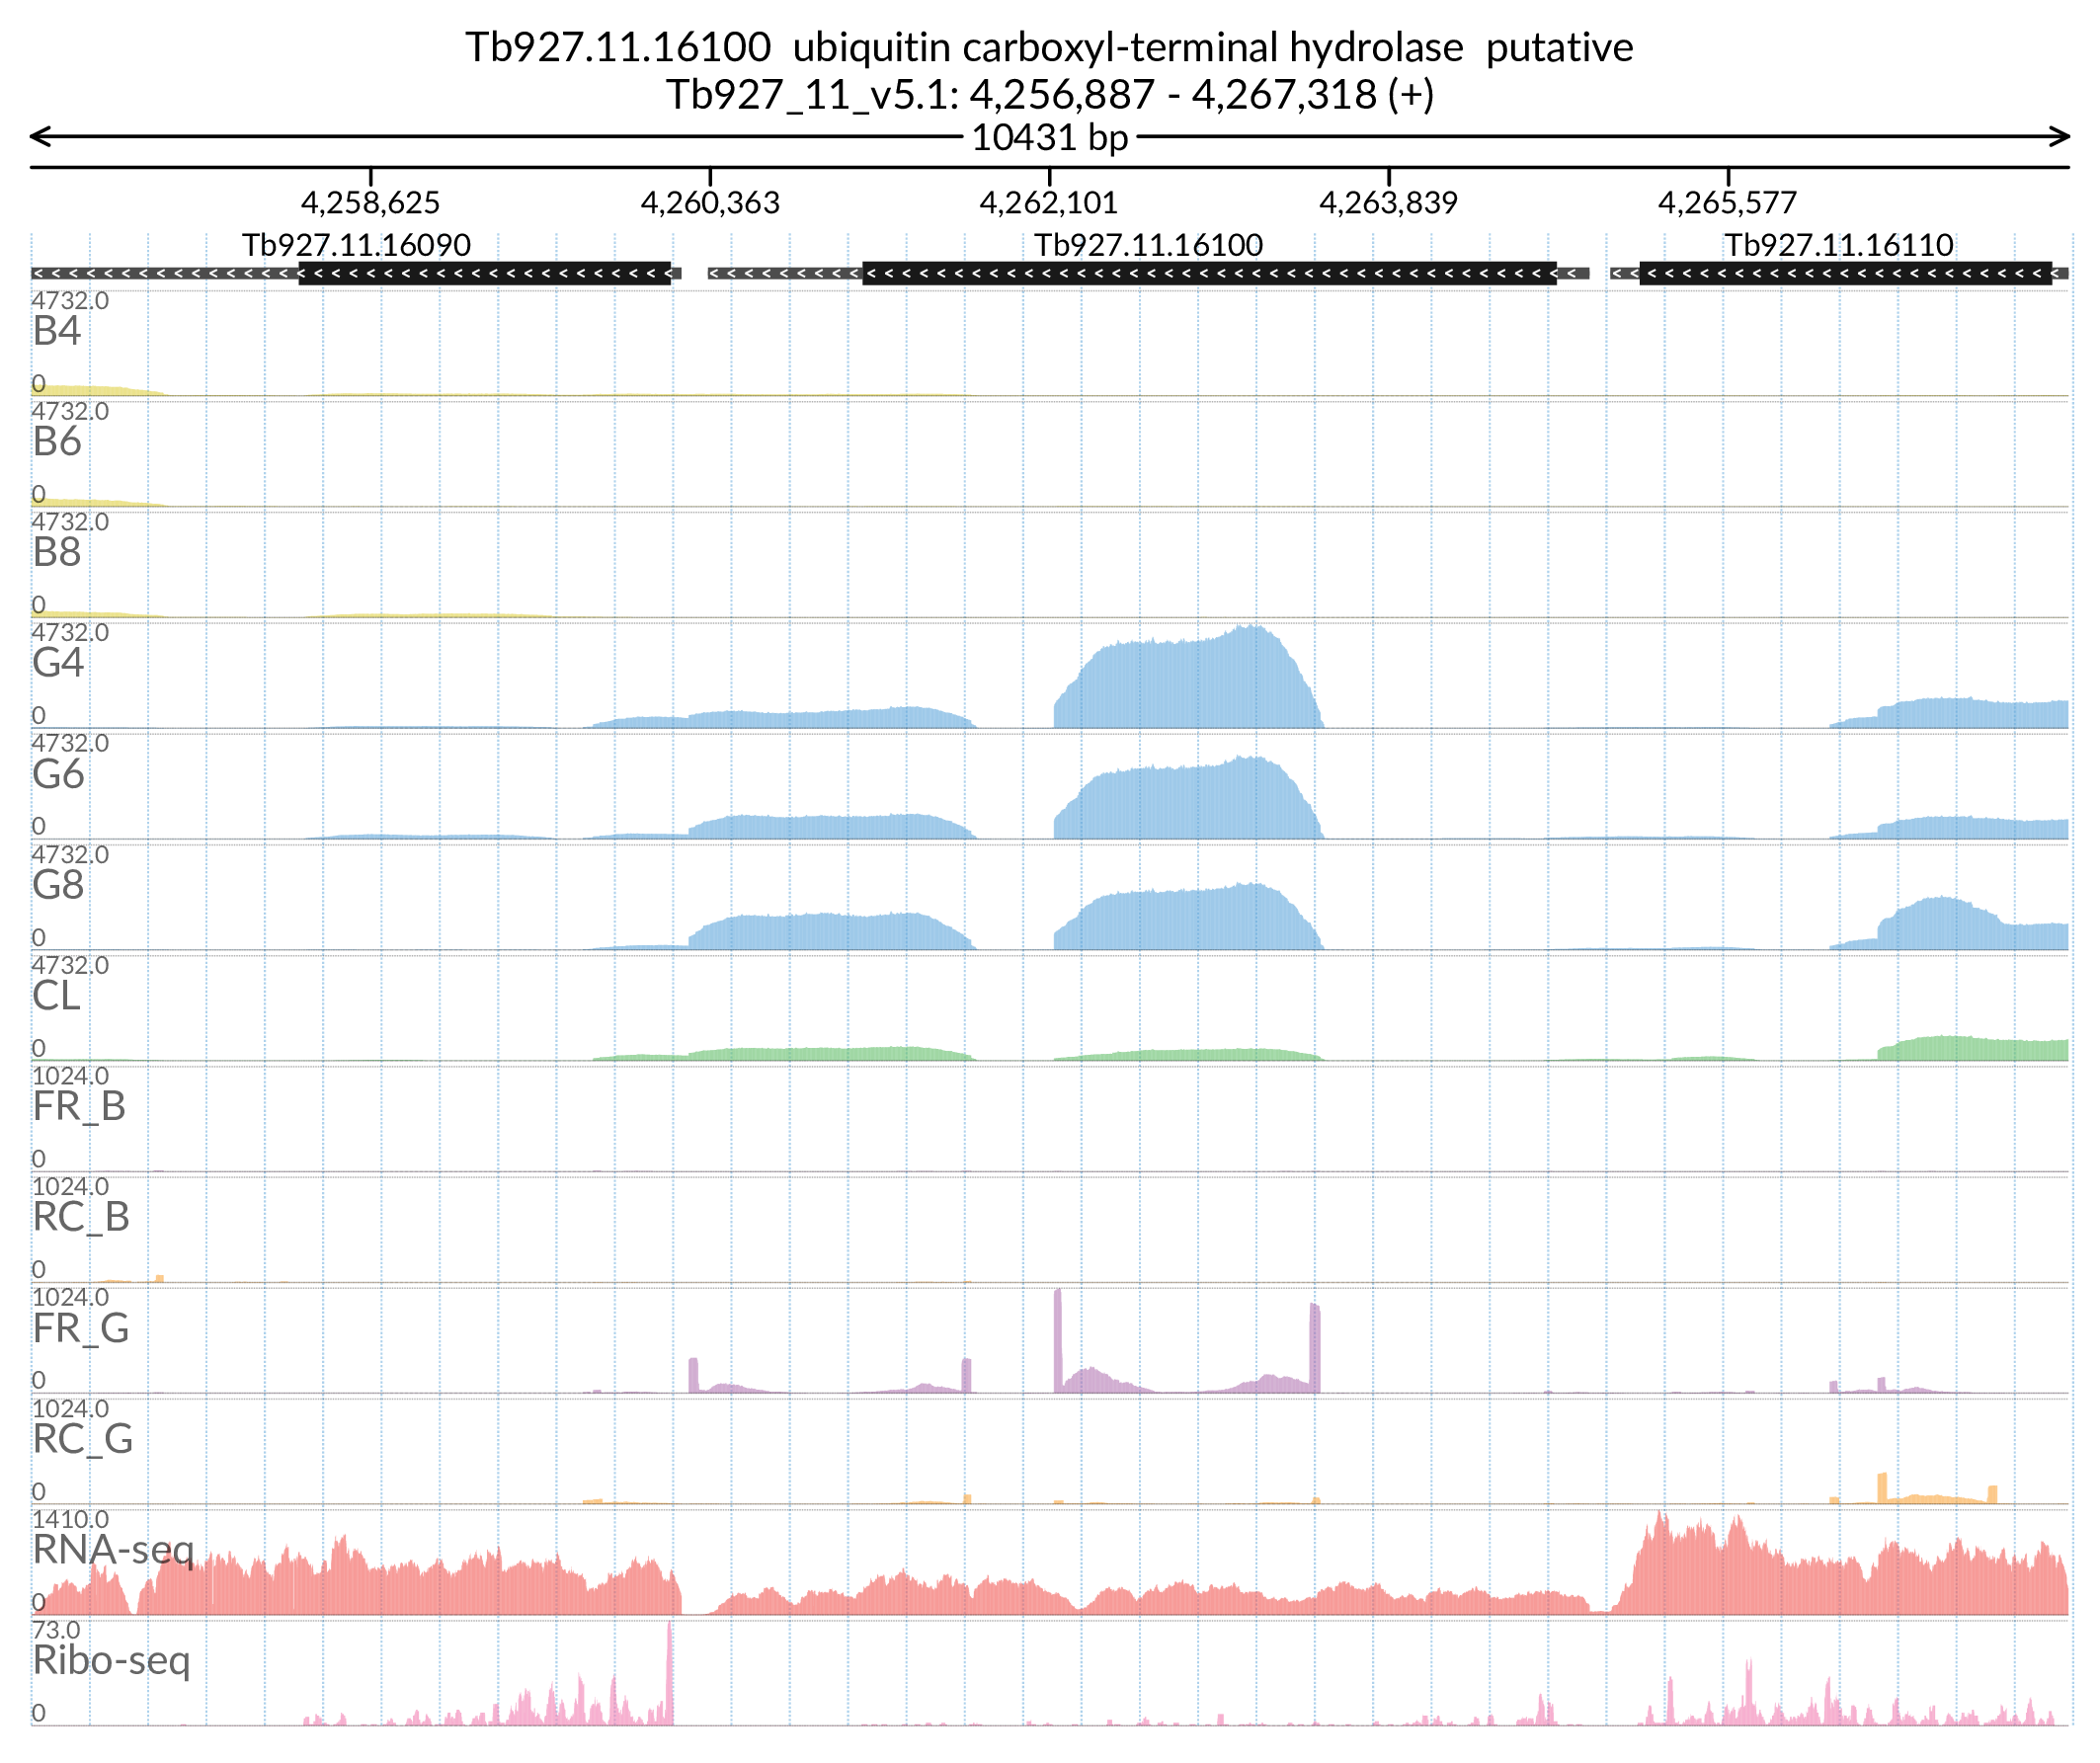 Tb927.11.16100  ubiquitin carboxyl-terminal hydrolase  putative
Tb927_11_v5.1: 4,256,887 - 4,267,318 (+)
10431 bp
4,258,625 4,260,363 4,262,101 4,263,839 4,265,577
Tb927.11.16090 Tb927.11.16100 Tb927.11.16110
4732.0
B4
0
4732.0
B6
0
4732.0
B8
0
4732.0
G4
0
4732.0
G6
0
4732.0
G8
0
4732.0
CL
0
1024.0
FR_B
0
1024.0
RC_B
0
1024.0
FR_G
0
1024.0
RC_G
0
1410.0
RNA-seq
0
73.0
Ribo-seq
0